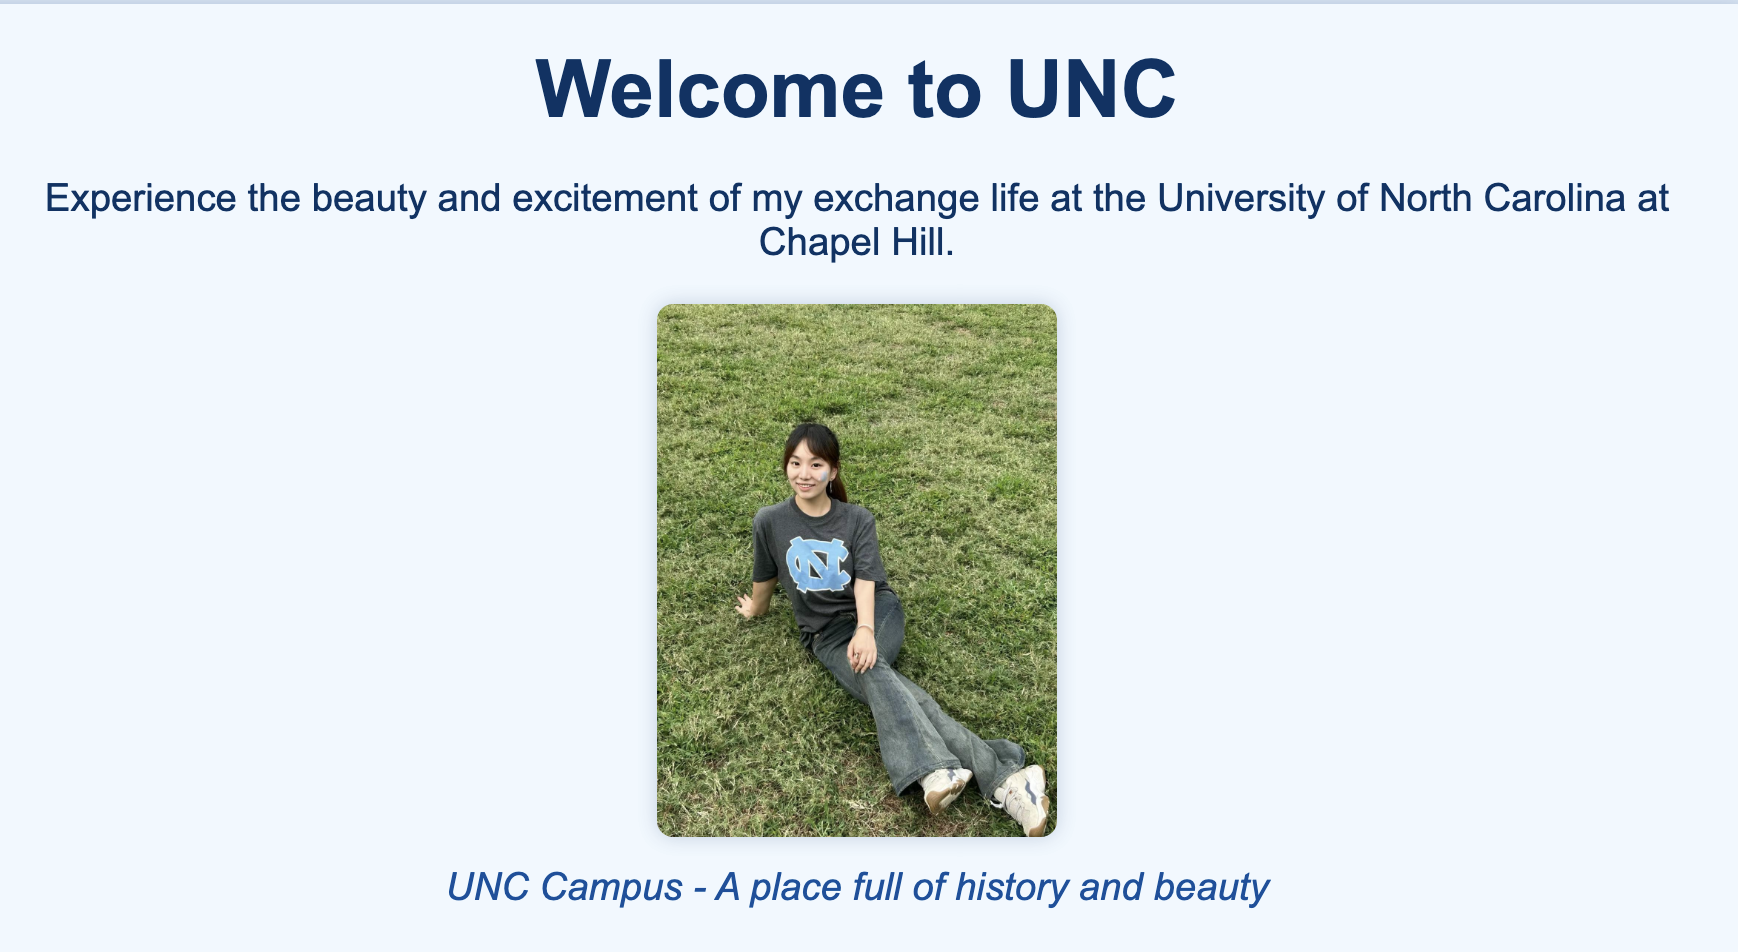 Welcome to UNC
Experience the beauty and excitement of my exchange life at the University of North Carolina at
Chapel Hill.
NC
UNC Campus - A place full of history and beauty